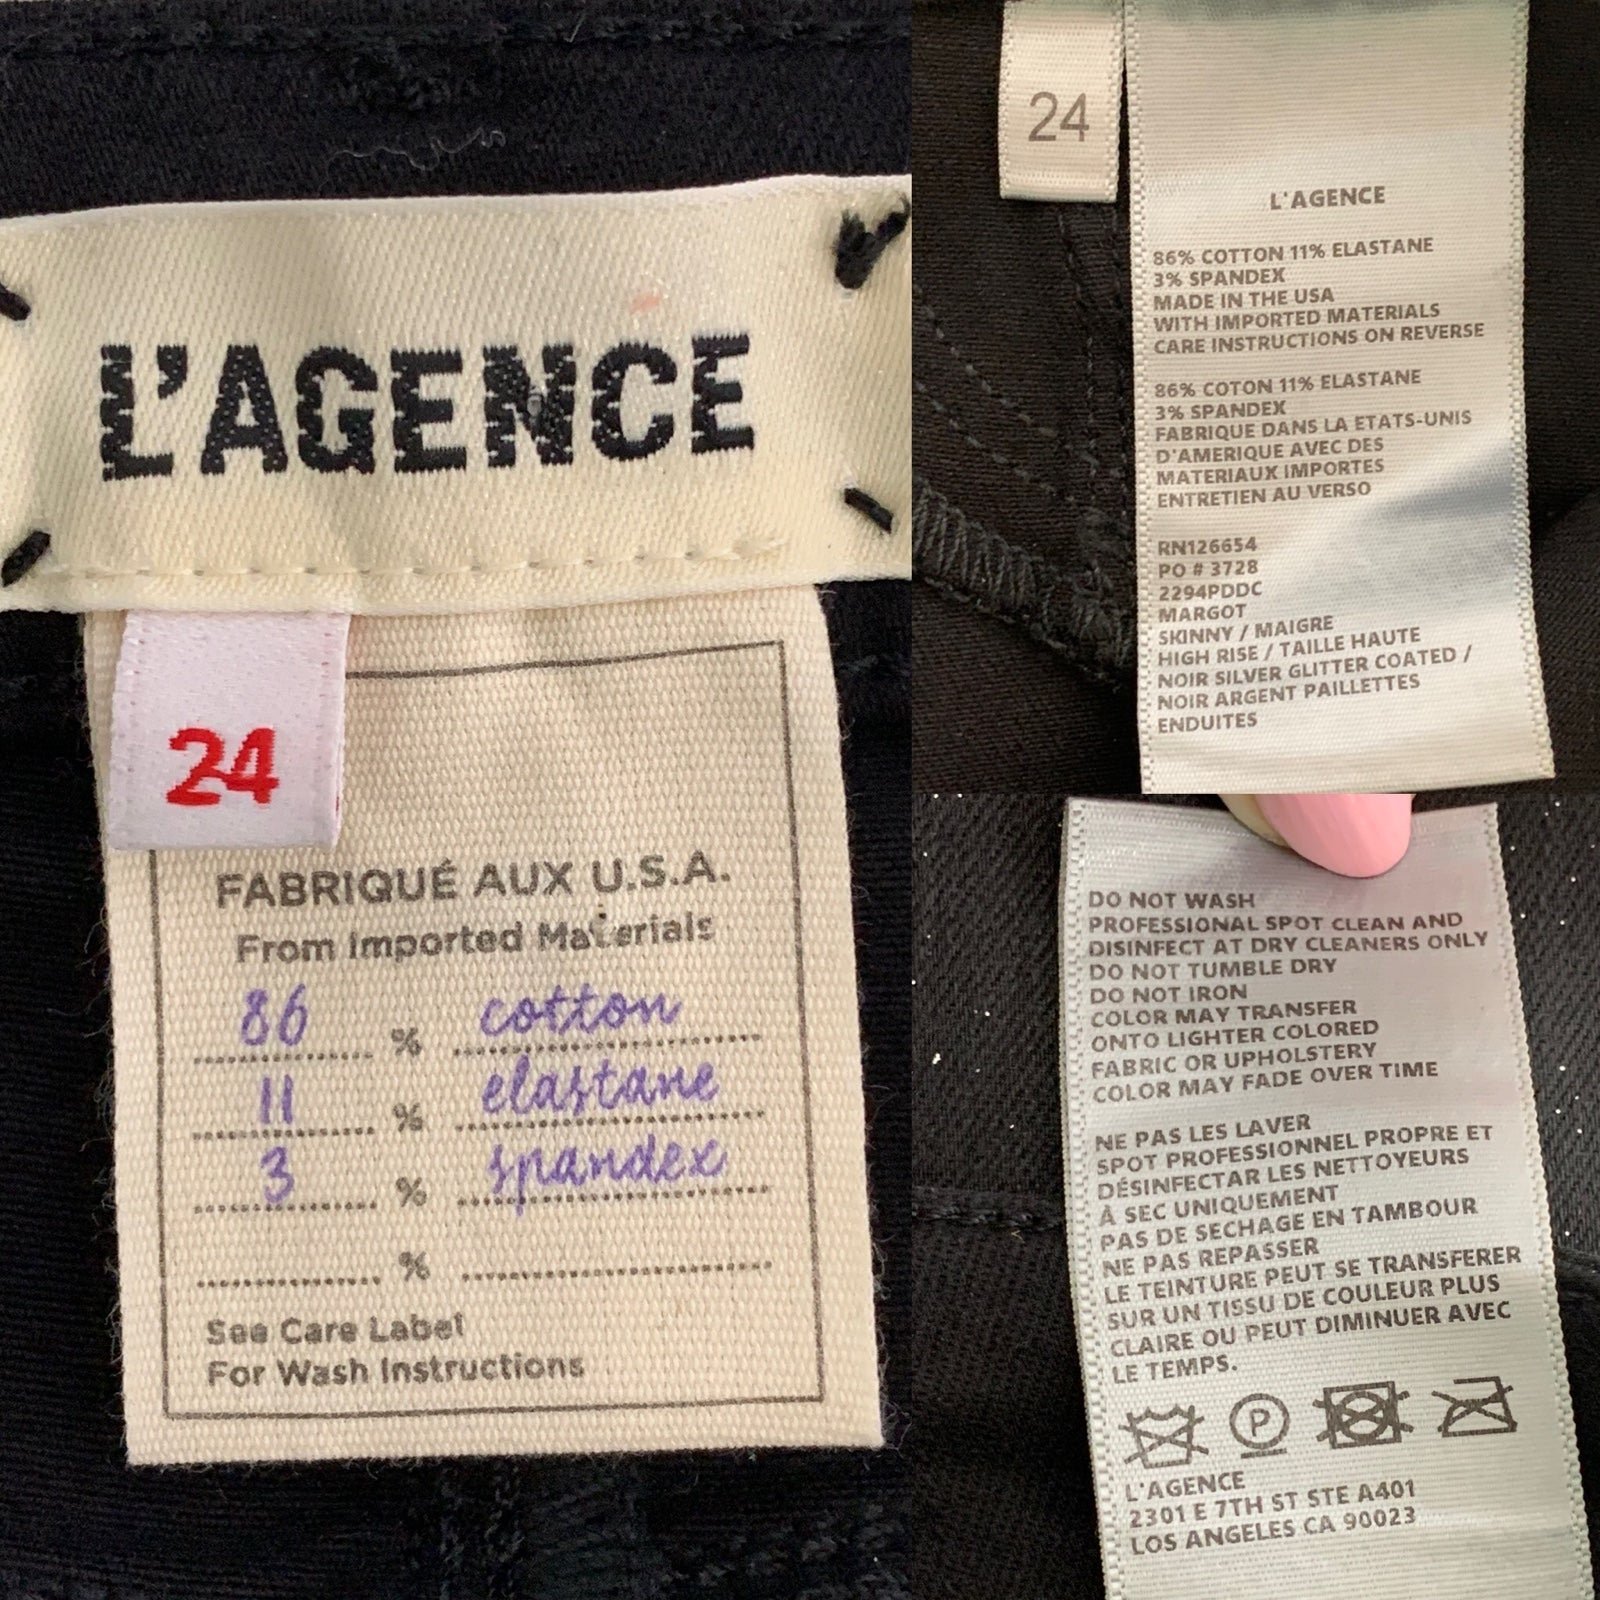 L'AGENCE
24
FABRIQUÉ AUX U.S.A.
From Imported Materials
86 % cotton
11 % elastane
3 % spandex
%
See Care Label
For Wash Instructions
24
L'AGENCE
86% COTTON 11% ELASTANE
3% SPANDEX
MADE IN THE USA
WITH IMPORTED MATERIALS
CARE INSTRUCTIONS ON REVERSE
86% COTON 11% ELASTANE
3% SPANDEX
FABRIQUE DANS LA ETATS-UNIS
D'AMERIQUE AVEC DES
MATERIAUX IMPORTES
ENTRETIEN AU VERSO
RN126654
PO # 3728
2294PDDC
MARGOT
SKINNY / MAIGRE
HIGH RISE / TAILLE HAUTE
NOIR SILVER GLITTER COATED /
NOIR ARGENT PAILLETTES
ENDUITES
DO NOT WASH
PROFESSIONAL SPOT CLEAN AND
DISINFECT AT DRY CLEANERS ONLY
DO NOT TUMBLE DRY
DO NOT IRON
COLOR MAY TRANSFER
ONTO LIGHTER COLORED
FABRIC OR UPHOLSTERY
COLOR MAY FADE OVER TIME
NE PAS LES LAVER
SPOT PROFESSIONNEL PROPRE ET
DÉSINFECTAR LES NETTOYEURS
À SEC UNIQUEMENT
PAS DE SECHAGE EN TAMBOUR
NE PAS REPASSER
LE TEINTURE PEUT SE TRANSFERER
SUR UN TISSU DE COULEUR PLUS
CLAIRE OU PEUT DIMINUER AVEC
LE TEMPS.
P
L'AGENCE
2301 E 7TH ST STE A401
LOS ANGELES CA 90023